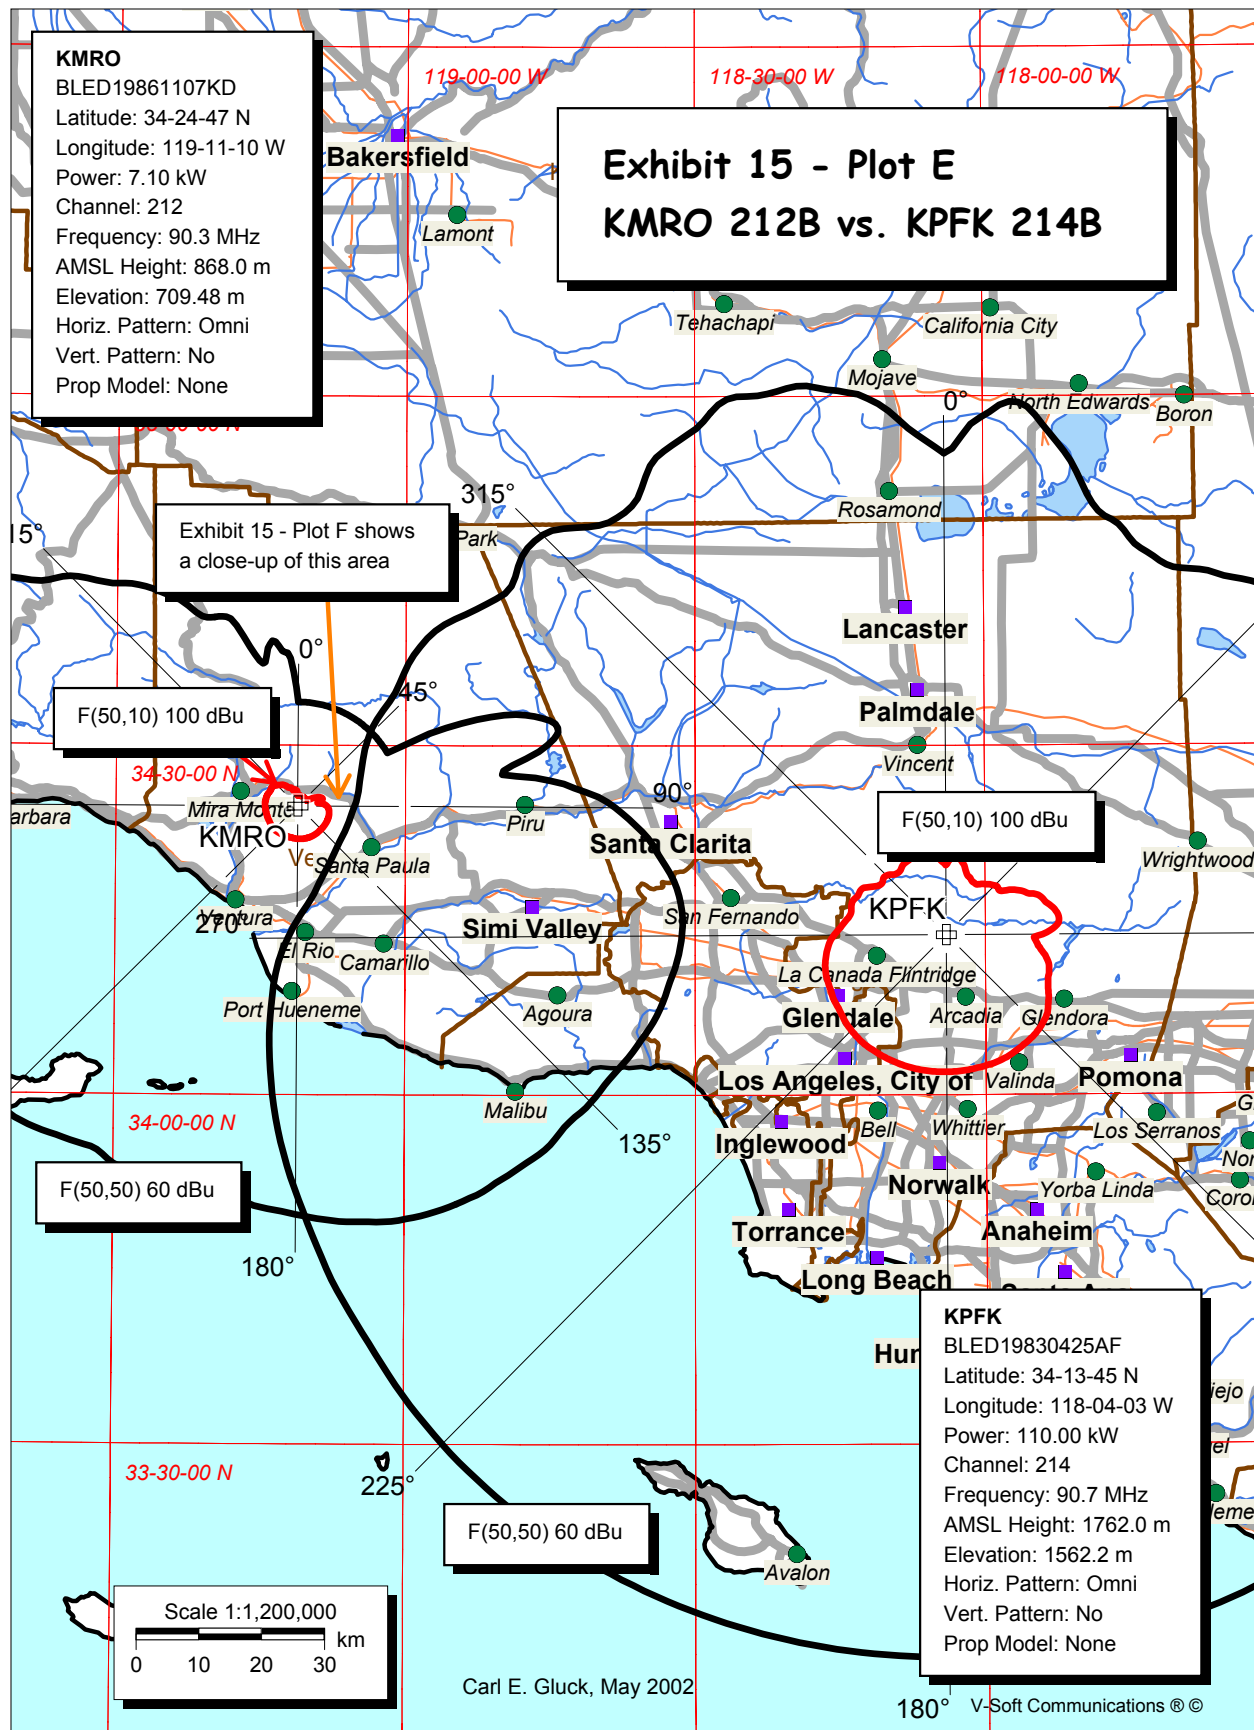 KMRO
BLED19861107KD
Latitude: 34-24-47 N
Longitude: 119-11-10 W
Power: 7.10 kW
Channel: 212
Frequency: 90.3 MHz
AMSL Height: 868.0 m
Elevation: 709.48 m
Horiz. Pattern: Omni
Vert. Pattern: No
Prop Model: None
119-00-00 W
118-30-00 W
118-00-00 W
Exhibit 15 - Plot E
KMRO 212B vs. KPFK 214B
Bakersfield
Lamont
Tehachapi
California City
Mojave
North Edwards
Boron
0°
315°
Rosamond
Exhibit 15 - Plot F shows
a close-up of this area
Park
15°
Lancaster
0°
45°
Palmdale
F(50,10) 100 dBu
Vincent
34-30-00 N
Mira Monte
90°
Piru
arbara
KMRO
Santa Clarita
F(50,10) 100 dBu
Santa Paula
Wrightwood
San Fernando
KPFK
Ventura
270°
Simi Valley
El Rio
Camarillo
La Canada Flintridge
Port Hueneme
Agoura
Glendale
Arcadia
Glendora
Los Angeles, City of
Valinda
Pomona
Malibu
34-00-00 N
135°
Inglewood
Bell
Whittier
Los Serranos
Nor
F(50,50) 60 dBu
Norwalk
Yorba Linda
Coror
Torrance
Anaheim
180°
Long Beach
Hun
KPFK
BLED19830425AF
Latitude: 34-13-45 N
Longitude: 118-04-03 W
Power: 110.00 kW
Channel: 214
Frequency: 90.7 MHz
AMSL Height: 1762.0 m
Elevation: 1562.2 m
Horiz. Pattern: Omni
Vert. Pattern: No
Prop Model: None
iejo
el
leme
33-30-00 N
225°
F(50,50) 60 dBu
Avalon
Scale 1:1,200,000
km
0 10 20 30
Carl E. Gluck, May 2002
180°
V-Soft Communications ® ©